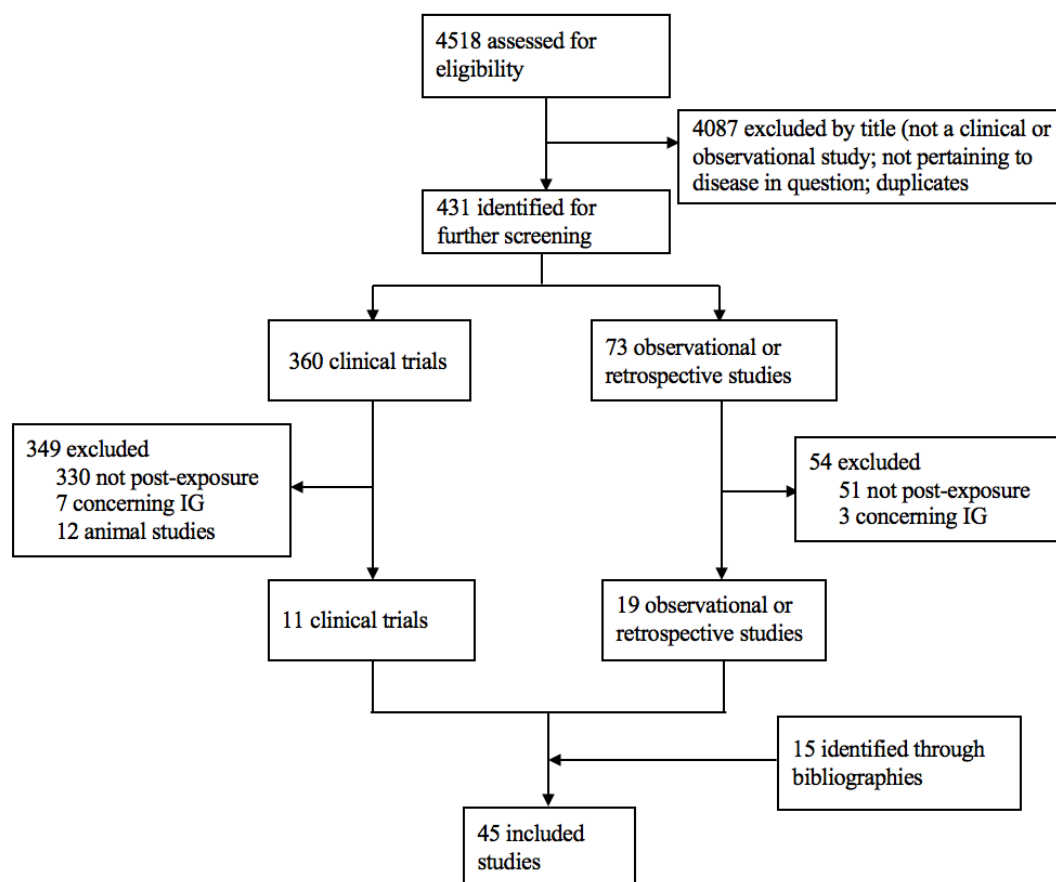 4518 assessed for
eligibility
4087 excluded by title (not a clinical or
observational study; not pertaining to
disease in question; duplicates
431 identified for
further screening
360 clinical trials
73 observational or
retrospective studies
349 excluded
330 not post-exposure
7 concerning IG
12 animal studies
54 excluded
51 not post-exposure
3 concerning IG
11 clinical trials
19 observational or
retrospective studies
15 identified through
bibliographies
45 included
studies